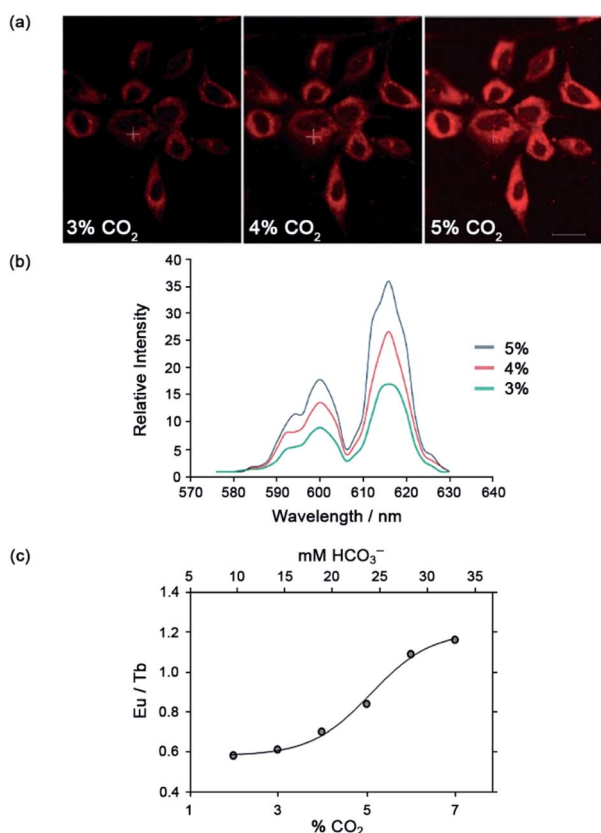 (a)
3% CO₂ 4% CO₂ 5% CO₂
(b)
40
35
30
25
20
15
10
5
0
Relative Intensity
5%
4%
3%
570 580 590 600 610 620 630 640
Wavelength / nm
(c)
mM HCO₃⁻
5 10 15 20 25 30 35
1.4
1.2
1.0
0.8
0.6
0.4
Eu / Tb
1 3 5 7
% CO₂